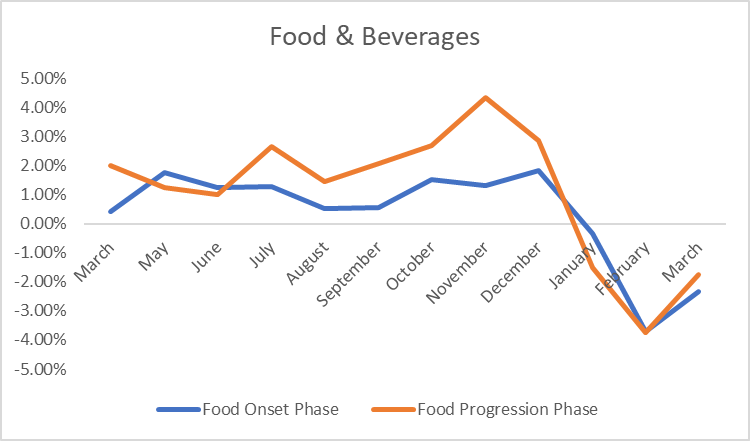 Food & Beverages
5.00%
4.00%
3.00%
2.00%
1.00%
0.00%
-1.00%
-2.00%
-3.00%
-4.00%
-5.00%
March
May
June
July
August
September
October
November
December
January
February
March
Food Onset Phase
Food Progression Phase